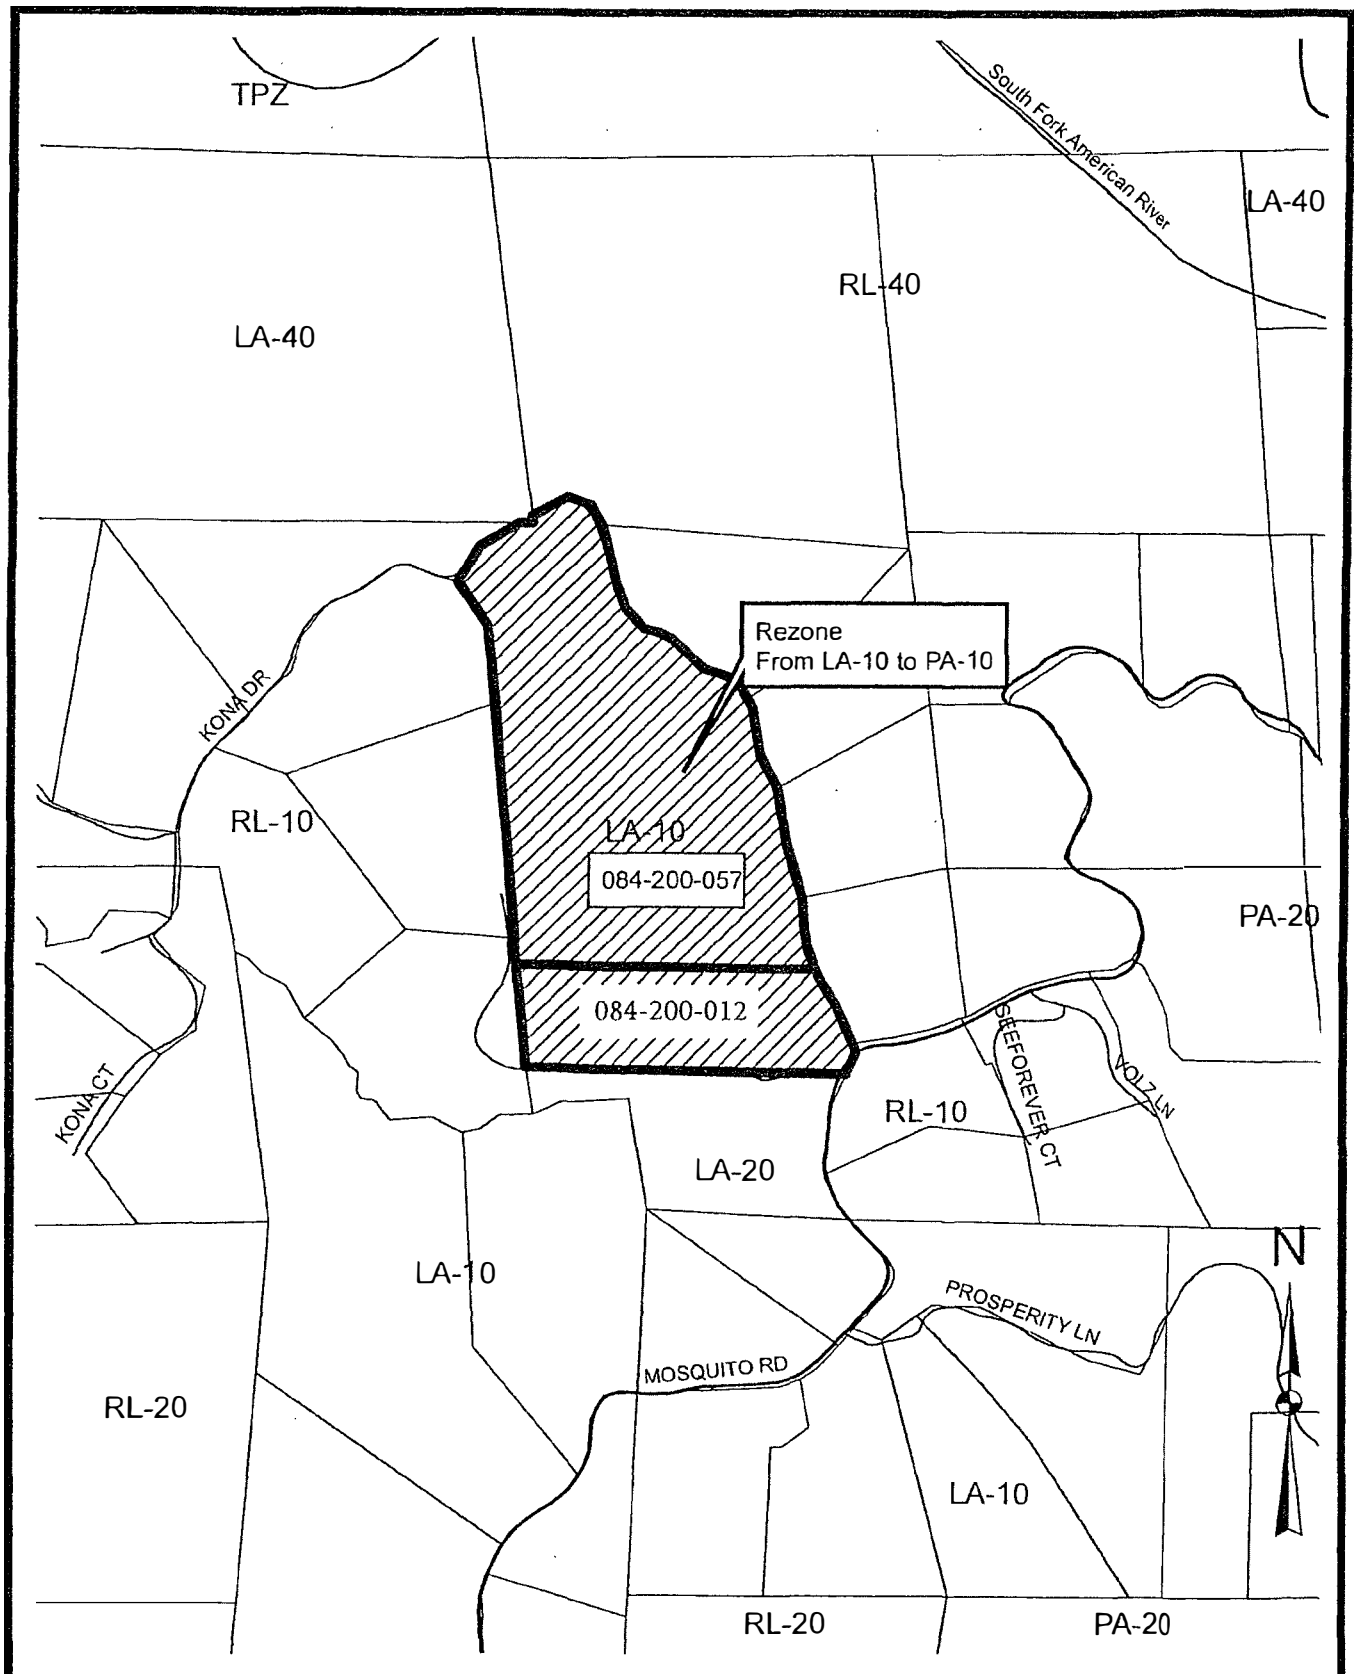 TPZ
South Fork American River
LA-40
RL-40
LA-40
Rezone
From LA-10 to PA-10
KONA DR
RL-10
LA-10
084-200-057
PA-20
084-200-012
SEEFOREVER CT
VOLZ LN
KONA CT
RL-10
LA-20
N
LA-10
PROSPERITY LN
MOSQUITO RD
RL-20
LA-10
RL-20
PA-20